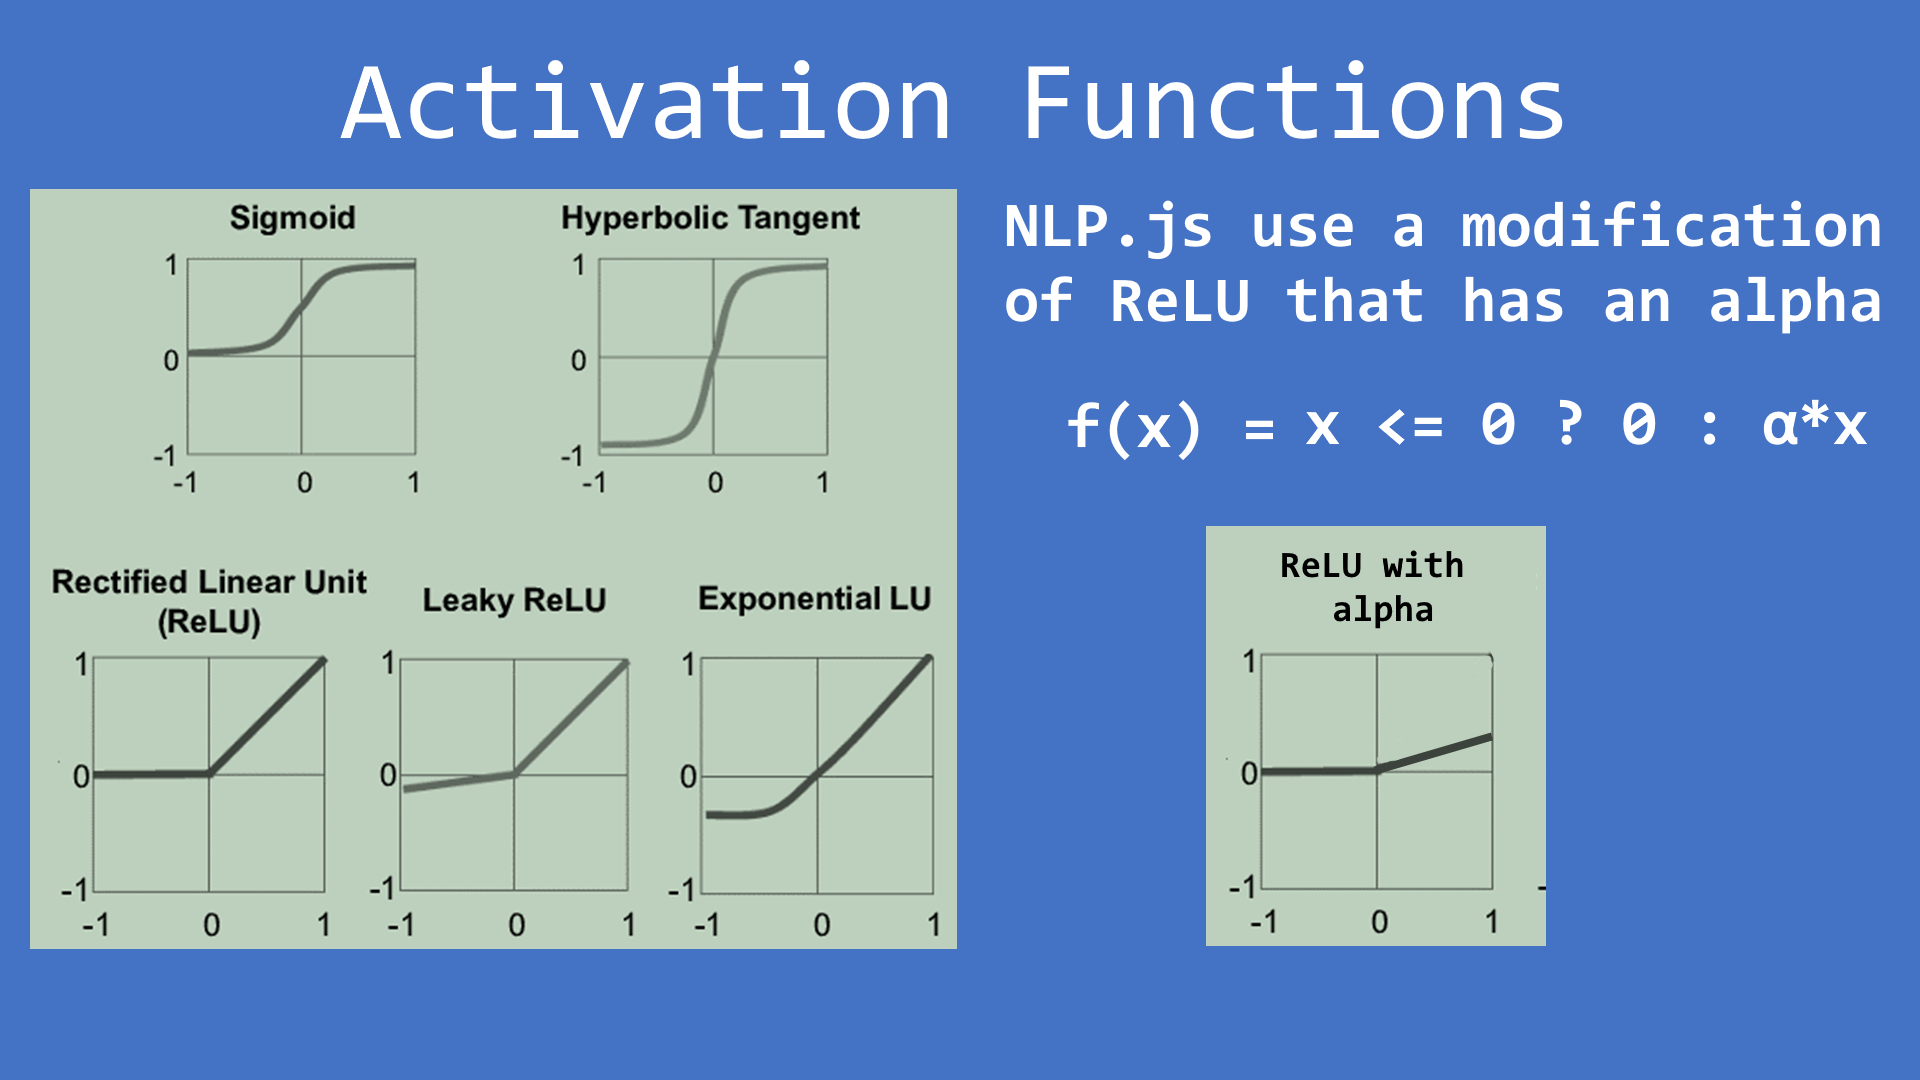 Activation Functions
Sigmoid
1
0
-1
-1 0 1
Hyperbolic Tangent
1
0
-1
-1 0 1
Rectified Linear Unit
(ReLU)
1
0
-1
-1 0 1
Leaky ReLU
1
0
-1
-1 0 1
Exponential LU
1
0
-1
-1 0 1
NLP.js use a modification
of ReLU that has an alpha
f(x) = x <= 0 ? 0 : α*x
ReLU with
alpha
1
0
-1
-1 0 1